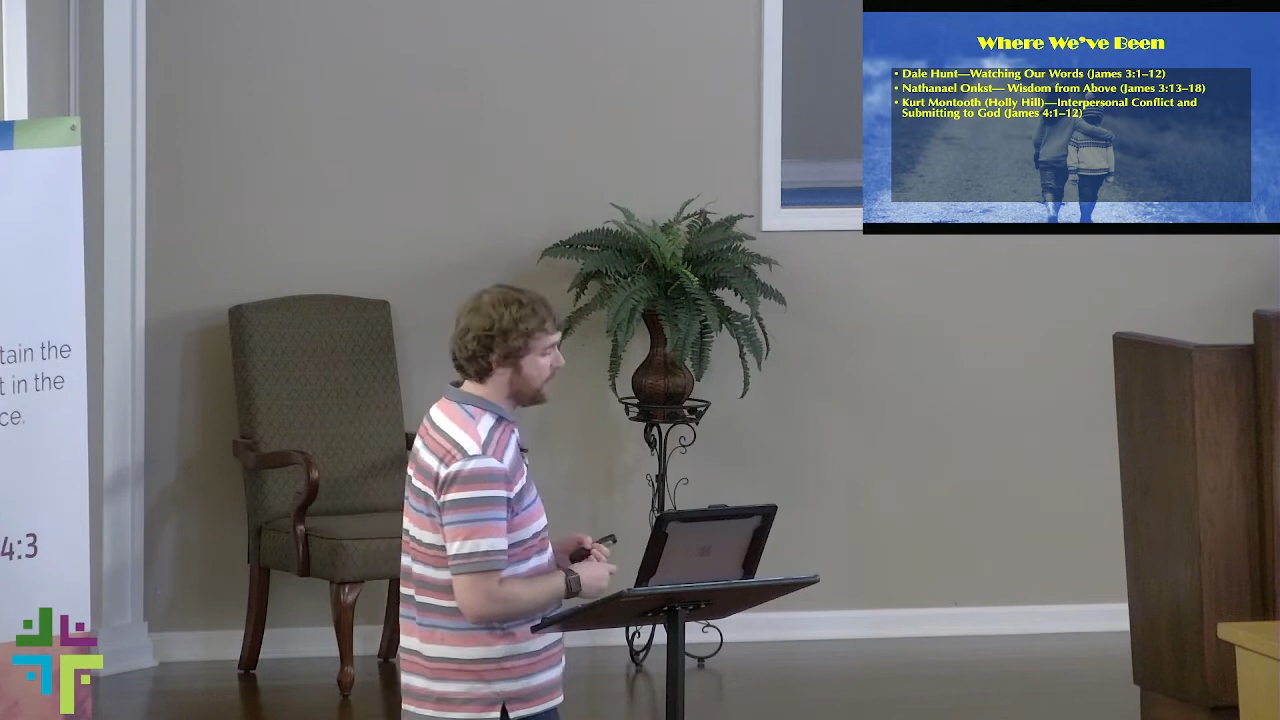 Where We've Been
• Dale Hunt—Watching Our Words (James 3:1–12)
• Nathanael Onkst— Wisdom from Above (James 3:13–18)
• Kurt Montooth (Holly Hill)—Interpersonal Conflict and
Submitting to God (James 4:1–12)
tain the
t in the
ce.
4:3